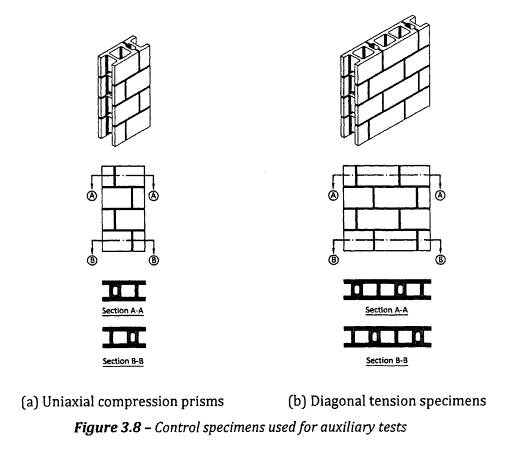 A A A A
B B B B
Section A-A Section A-A
Section B-B Section B-B
(a) Uniaxial compression prisms (b) Diagonal tension specimens
Figure 3.8 – Control specimens used for auxiliary tests